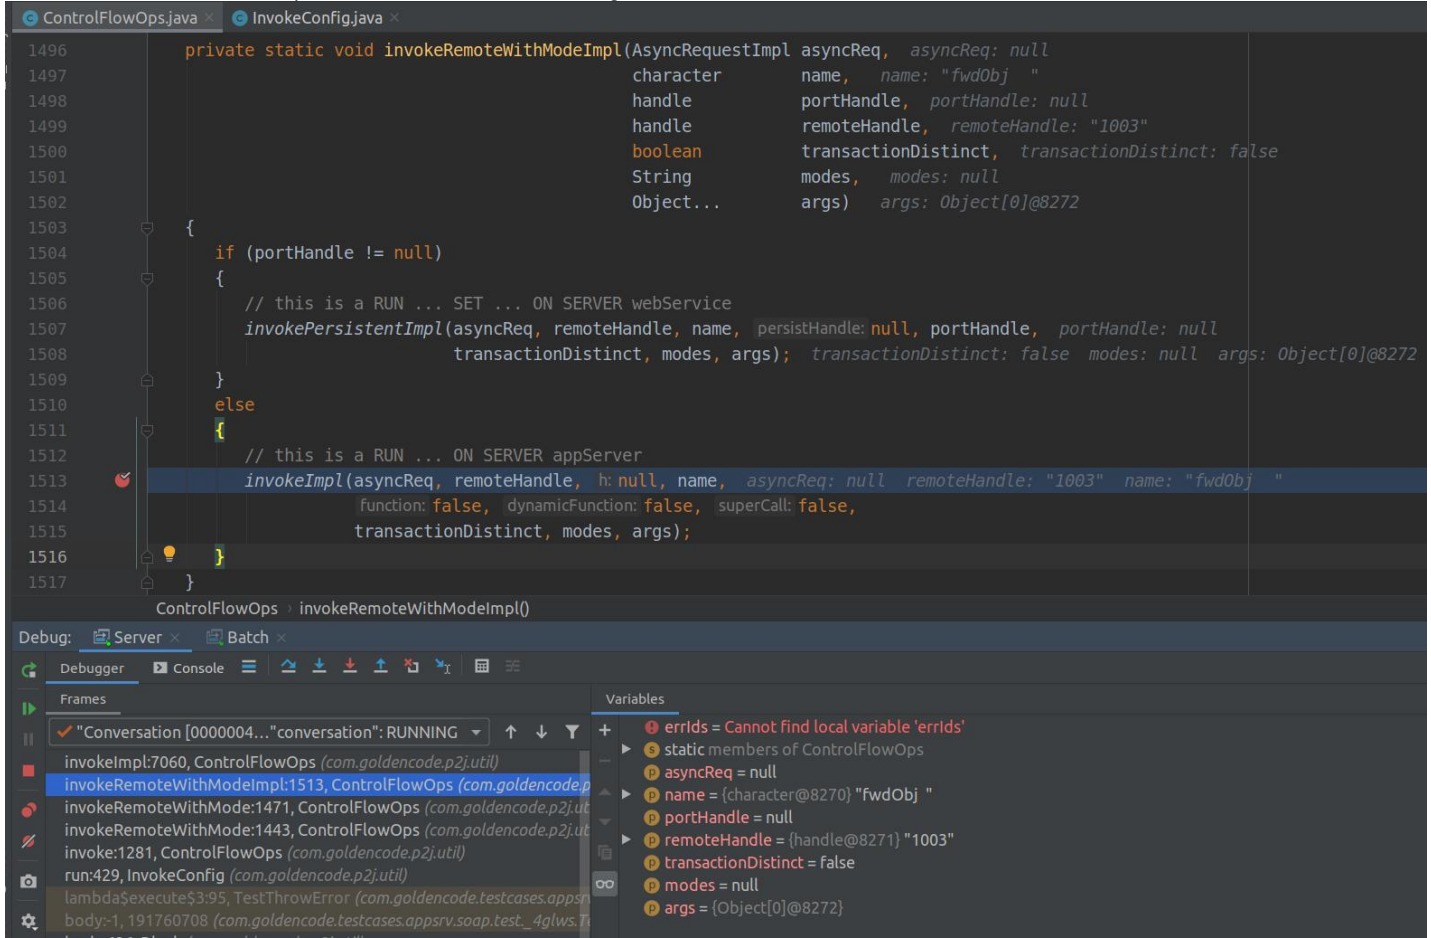 ControlFlowOps.java × InvokeConfig.java ×
1496 private static void invokeRemoteWithModeImpl(AsyncRequestImpl asyncReq, asyncReq: null
1497 character name, name: "fwdObj "
1498 handle portHandle, portHandle: null
1499 handle remoteHandle, remoteHandle: "1003"
1500 boolean transactionDistinct, transactionDistinct: false
1501 String modes, modes: null
1502 Object... args) args: Object[0]@8272
1503 {
1504 if (portHandle != null)
1505 {
1506 // this is a RUN ... SET ... ON SERVER webService
1507 invokePersistentImpl(asyncReq, remoteHandle, name, persistHandle: null, portHandle, portHandle: null
1508 transactionDistinct, modes, args); transactionDistinct: false modes: null args: Object[0]@8272
1509 }
1510 else
1511 {
1512 // this is a RUN ... ON SERVER appServer
1513 invokeImpl(asyncReq, remoteHandle, h: null, name, asyncReq: null remoteHandle: "1003" name: "fwdObj "
1514 function: false, dynamicFunction: false, superCall: false,
1515 transactionDistinct, modes, args);
1516 }
1517 }
ControlFlowOps › invokeRemoteWithModeImpl()
Debug: Server × Batch ×
Debugger Console
Frames
"Conversation [0000004..."conversation": RUNNING
invokeImpl:7060, ControlFlowOps (com.goldencode.p2j.util)
invokeRemoteWithModeImpl:1513, ControlFlowOps (com.goldencode.p
invokeRemoteWithMode:1471, ControlFlowOps (com.goldencode.p2j.ut
invokeRemoteWithMode:1443, ControlFlowOps (com.goldencode.p2j.ut
invoke:1281, ControlFlowOps (com.goldencode.p2j.util)
run:429, InvokeConfig (com.goldencode.p2j.util)
lambda$execute$3:95, TestThrowError (com.goldencode.testcases.appsr
body:-1, 191760708 (com.goldencode.testcases.appsrv.soap.test._4glws.Te
Variables
errIds = Cannot find local variable 'errIds'
static members of ControlFlowOps
asyncReq = null
name = {character@8270} "fwdObj "
portHandle = null
remoteHandle = {handle@8271} "1003"
transactionDistinct = false
modes = null
args = {Object[0]@8272}